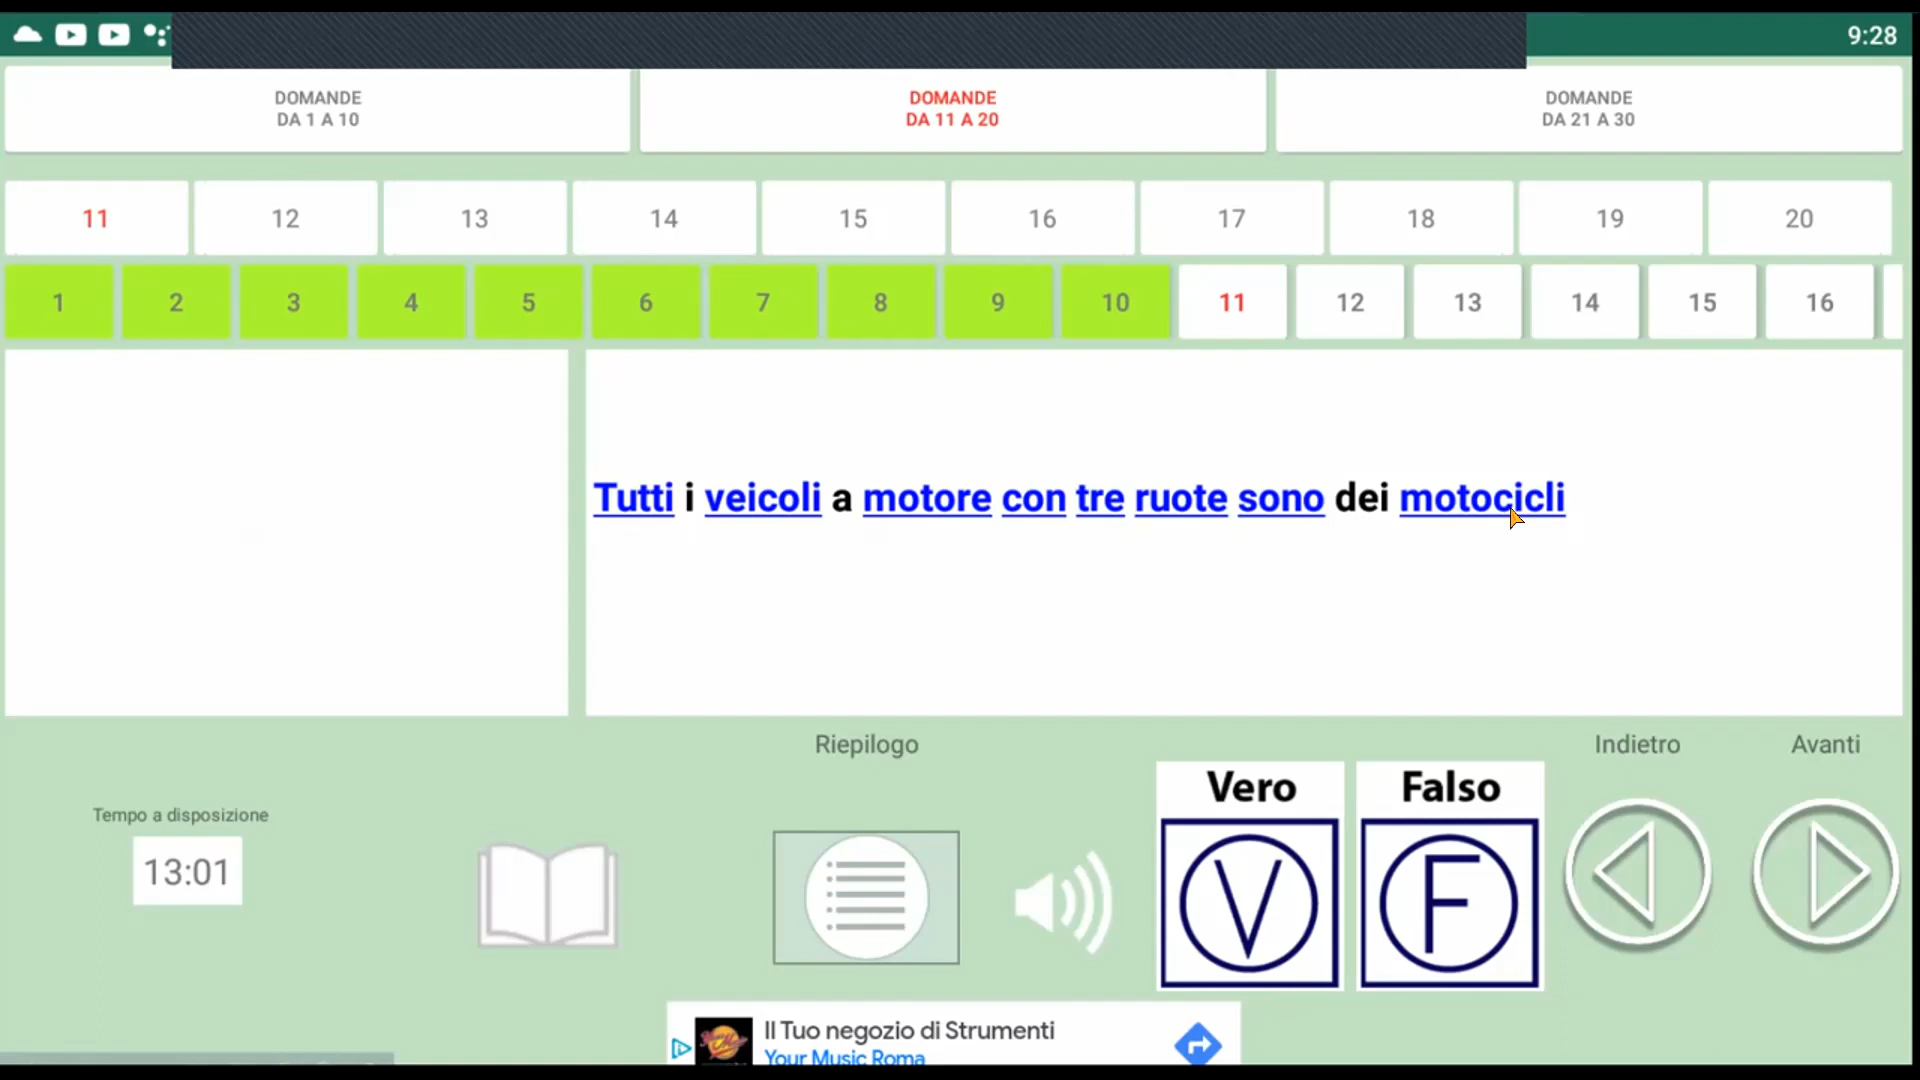 9:28
DOMANDE
DA 1 A 10
DOMANDE
DA 11 A 20
DOMANDE
DA 21 A 30
11 12 13 14 15 16 17 18 19 20
1 2 3 4 5 6 7 8 9 10 11 12 13 14 15 16
Tutti i veicoli a motore con tre ruote sono dei motocicli
Riepilogo
Indietro
Avanti
Tempo a disposizione
13:01
Vero
V
Falso
F
Il Tuo negozio di Strumenti
Your Music Roma